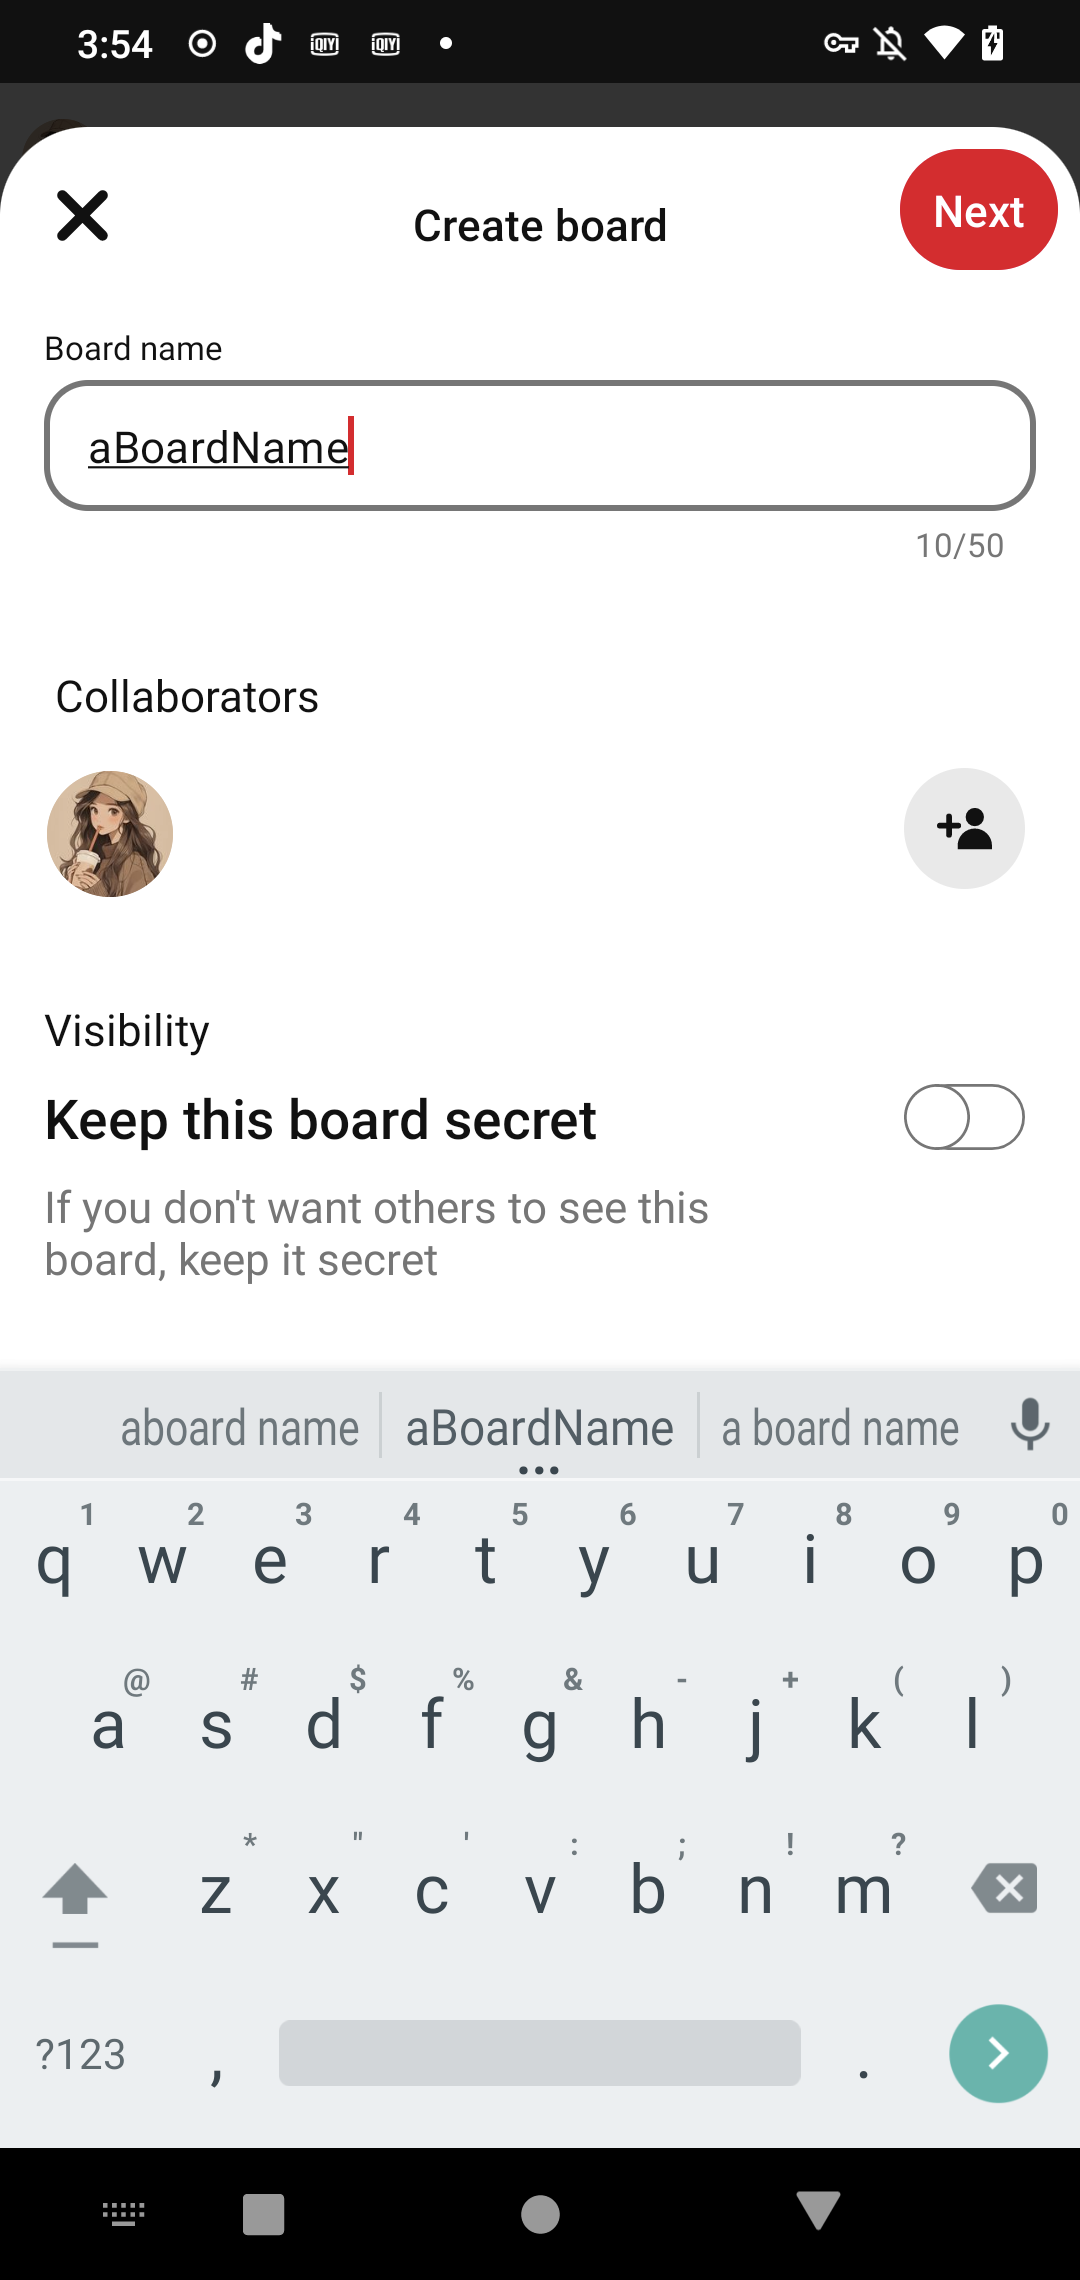 3:54
iQIYI iQIYI
Create board
Next
Board name
aBoardName
10/50
Collaborators
Visibility
Keep this board secret
If you don't want others to see this
board, keep it secret
aboard name aBoardName a board name
1 2 3 4 5 6 7 8 9 0
q w e r t y u i o p
@ # $ % & - + ( )
a s d f g h j k l
* " ' : ; ! ?
z x c v b n m
?123 , .